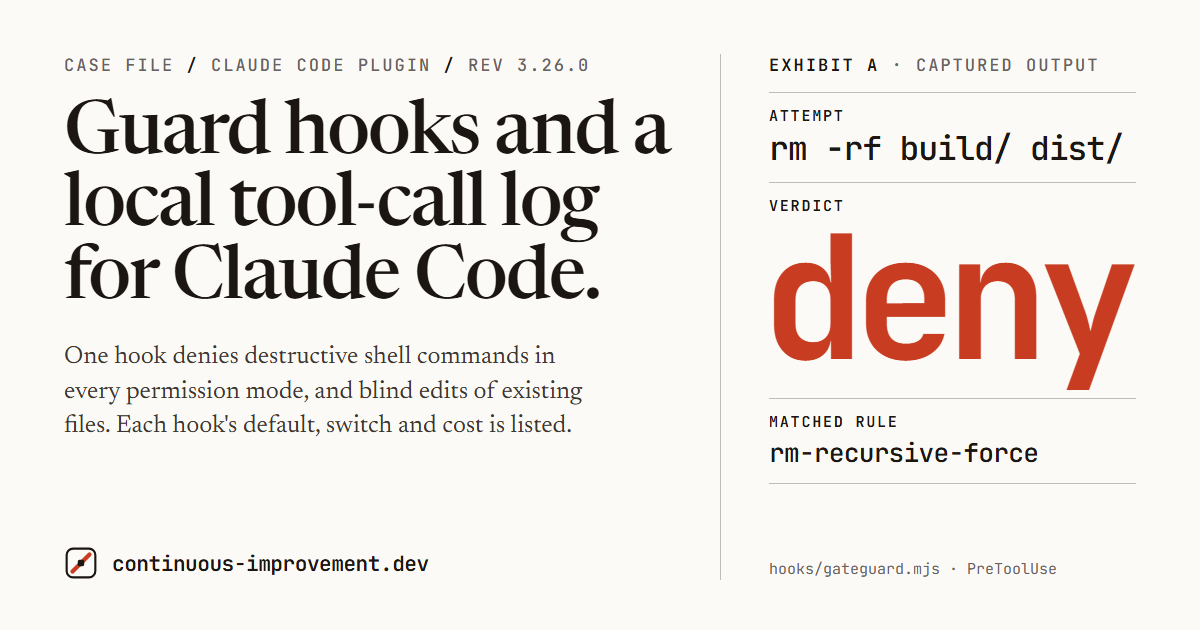 CASE FILE / CLAUDE CODE PLUGIN / REV 3.26.0
Guard hooks and a
local tool-call log
for Claude Code.
One hook denies destructive shell commands in
every permission mode, and blind edits of existing
files. Each hook's default, switch and cost is listed.
continuous-improvement.dev
EXHIBIT A · CAPTURED OUTPUT
ATTEMPT
rm -rf build/ dist/
VERDICT
deny
MATCHED RULE
rm-recursive-force
hooks/gateguard.mjs · PreToolUse